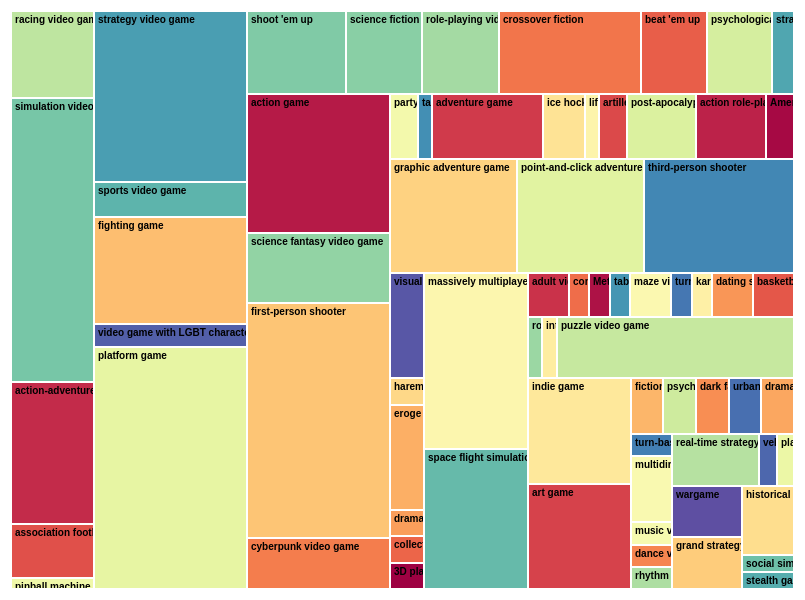 racing video gam
strategy video game
shoot 'em up
science fiction
role-playing vid
crossover fiction
beat 'em up
psychologica
stra
simulation video
action game
party
ta
adventure game
ice hock
lif
artille
post-apocalyp
action role-pla
Amer
graphic adventure game
point-and-click adventure
third-person shooter
sports video game
fighting game
science fantasy video game
visual
massively multiplaye
adult vi
con
Met
tab
maze vi
turn
kar
dating s
basketb
first-person shooter
ro
int
puzzle video game
video game with LGBT characte
platform game
action-adventure
harem
indie game
fiction
psych
dark f
urban
drama
eroge
turn-bas
real-time strategy
veh
pla
space flight simulatio
multidir
art game
wargame
historical
drama
association footb
music v
collect
cyberpunk video game
grand strategy
dance v
social sim
3D pla
rhythm
stealth ga
pinball machine